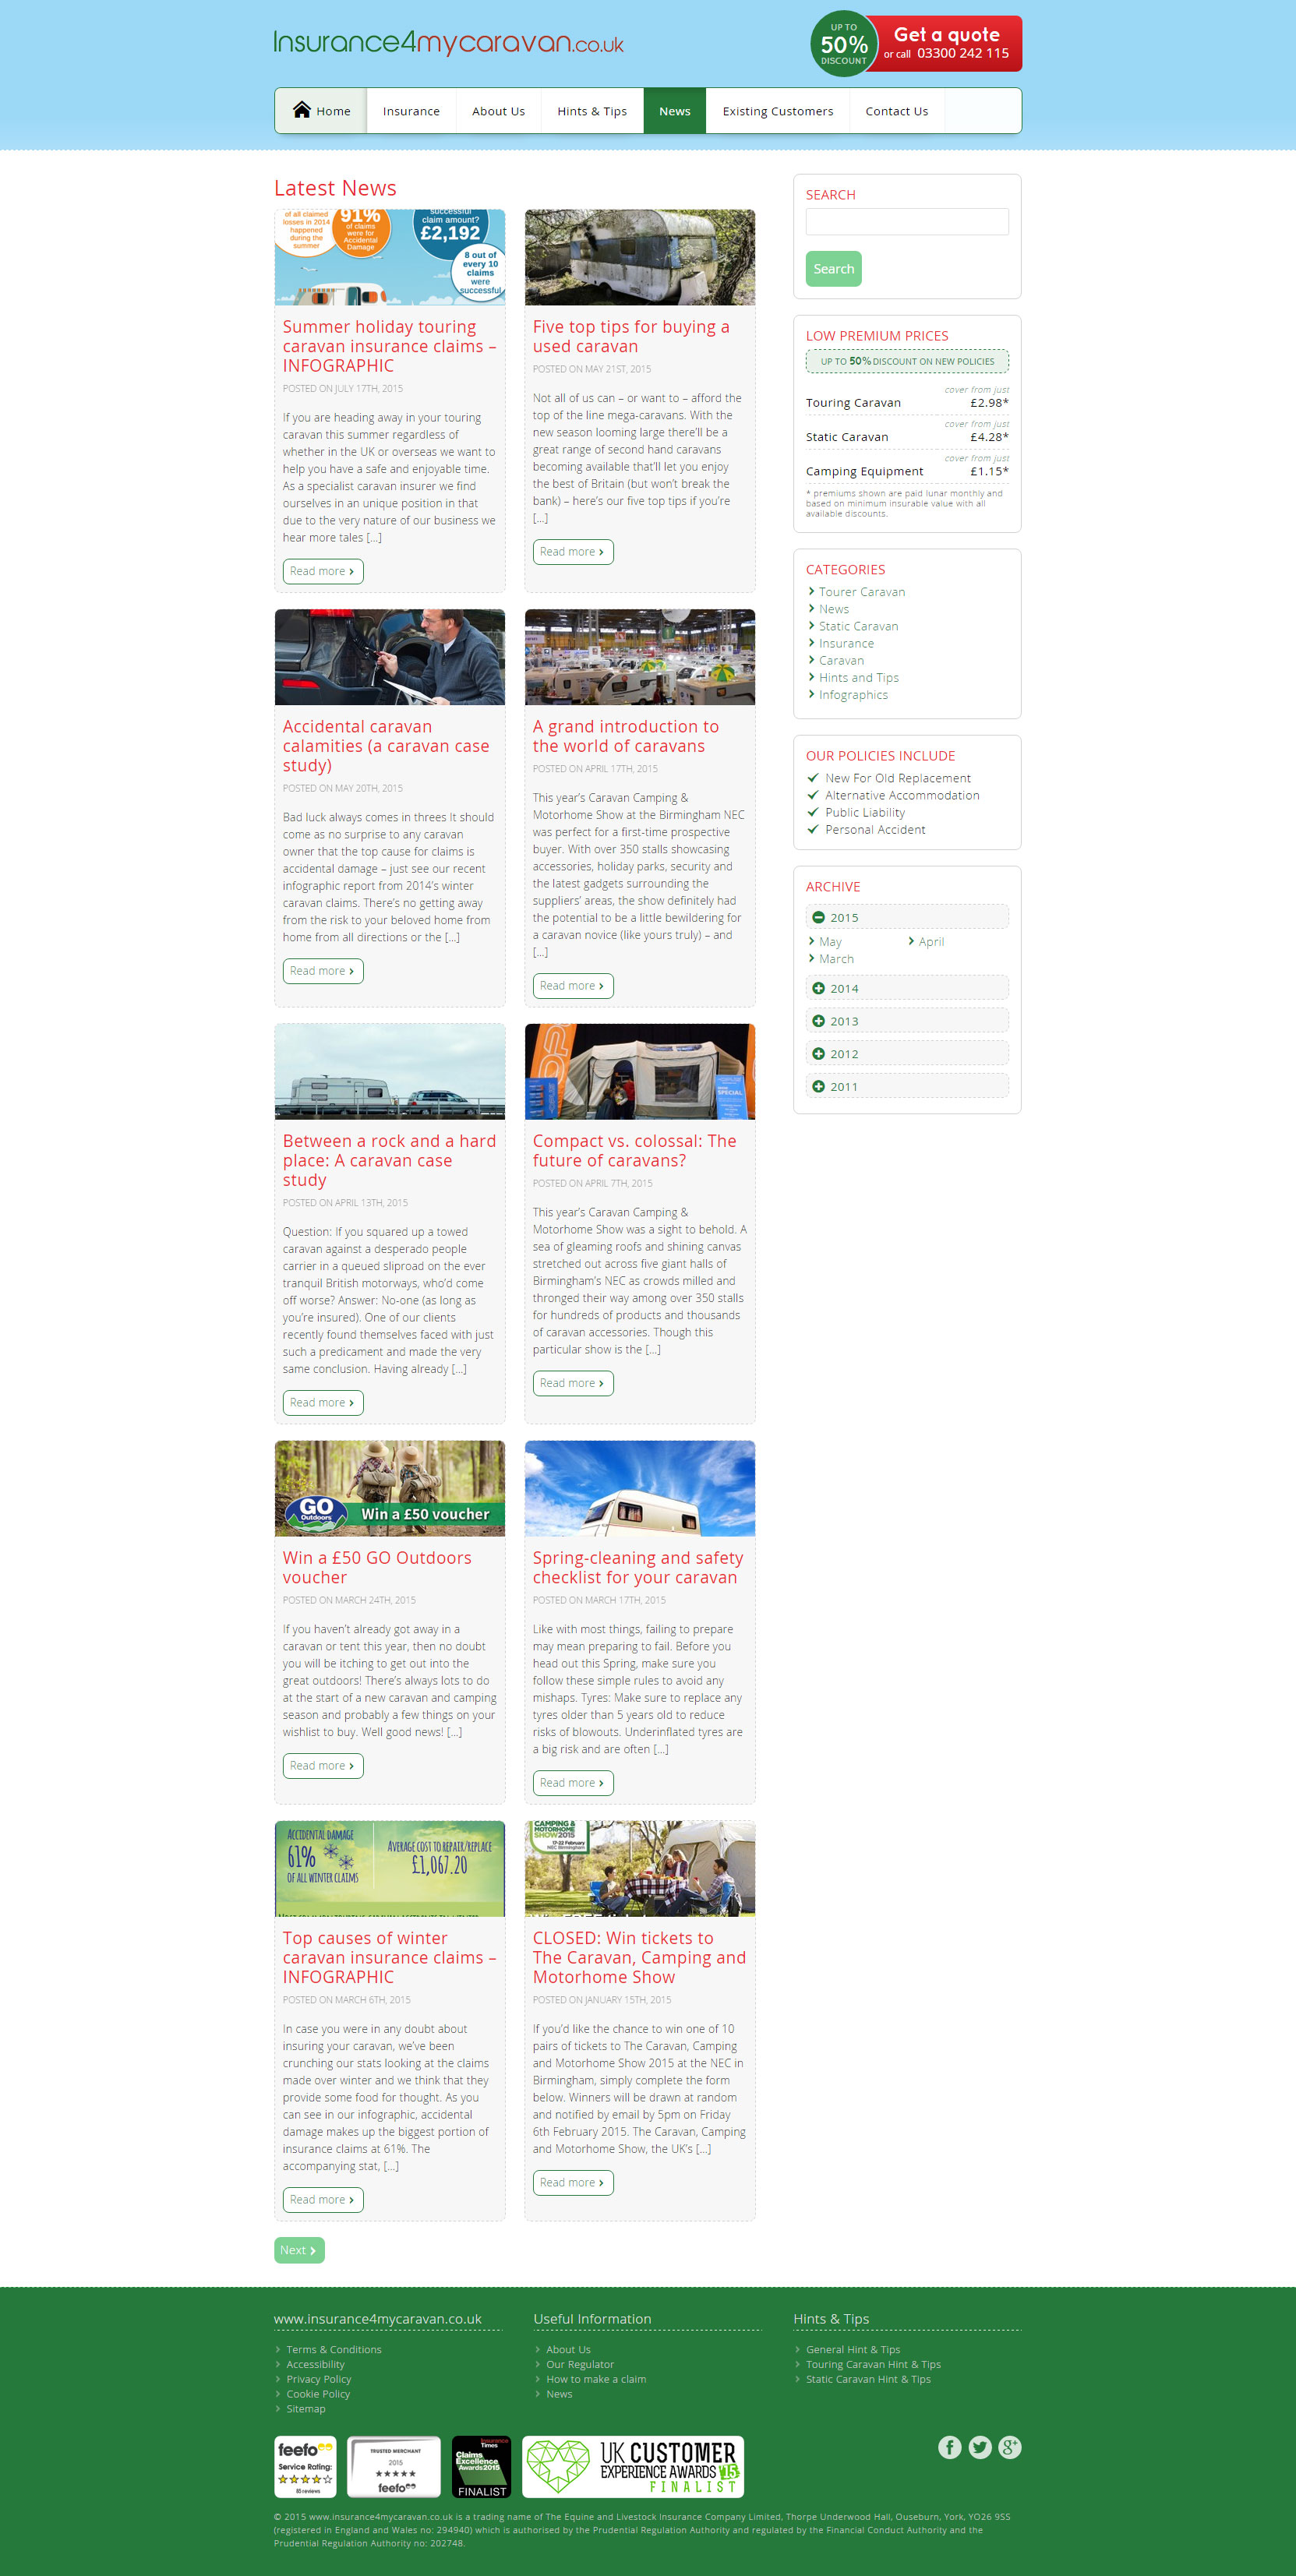 Insurance4mycaravan.co.uk
UP TO
50%
DISCOUNT
Get a quote
or call 03300 242 115
Home
Insurance
About Us
Hints & Tips
News
Existing Customers
Contact Us
Latest News
of all claimed
losses in 2014
happened
during the
summer
91%
of claims
were for
Accidental
Damage
successful
claim amount?
£2,192
8 out of
every 10
claims
were
successful
Summer holiday touring
caravan insurance claims –
INFOGRAPHIC
POSTED ON JULY 17TH, 2015
If you are heading away in your touring
caravan this summer regardless of
whether in the UK or overseas we want to
help you have a safe and enjoyable time.
As a specialist caravan insurer we find
ourselves in an unique position in that
due to the very nature of our business we
hear more tales [...]
Read more
Five top tips for buying a
used caravan
POSTED ON MAY 21ST, 2015
Not all of us can – or want to – afford the
top of the line mega-caravans. With the
new season looming large there’ll be a
great range of second hand caravans
becoming available that’ll let you enjoy
the best of Britain (but won’t break the
bank) – here’s our five top tips if you’re
[...]
Read more
Accidental caravan
calamities (a caravan case
study)
POSTED ON MAY 20TH, 2015
Bad luck always comes in threes It should
come as no surprise to any caravan
owner that the top cause for claims is
accidental damage – just see our recent
infographic report from 2014’s winter
caravan claims. There’s no getting away
from the risk to your beloved home from
home from all directions or the [...]
Read more
A grand introduction to
the world of caravans
POSTED ON APRIL 17TH, 2015
This year’s Caravan Camping &
Motorhome Show at the Birmingham NEC
was perfect for a first-time prospective
buyer. With over 350 stalls showcasing
accessories, holiday parks, security and
the latest gadgets surrounding the
suppliers’ areas, the show definitely had
the potential to be a little bewildering for
a caravan novice (like yours truly) – and
[...]
Read more
Between a rock and a hard
place: A caravan case
study
POSTED ON APRIL 13TH, 2015
Question: If you squared up a towed
caravan against a desperado people
carrier in a queued sliproad on the ever
tranquil British motorways, who’d come
off worse? Answer: No-one (as long as
you’re insured). One of our clients
recently found themselves faced with just
such a predicament and made the very
same conclusion. Having already [...]
Read more
SPECIAL
Compact vs. colossal: The
future of caravans?
POSTED ON APRIL 7TH, 2015
This year’s Caravan Camping &
Motorhome Show was a sight to behold. A
sea of gleaming roofs and shining canvas
stretched out across five giant halls of
Birmingham’s NEC as crowds milled and
thronged their way among over 350 stalls
for hundreds of products and thousands
of caravan accessories. Though this
particular show is the [...]
Read more
GO
Outdoors
Win a £50 voucher
Win a £50 GO Outdoors
voucher
POSTED ON MARCH 24TH, 2015
If you haven’t already got away in a
caravan or tent this year, then no doubt
you will be itching to get out into the
great outdoors! There’s always lots to do
at the start of a new caravan and camping
season and probably a few things on your
wishlist to buy. Well good news! [...]
Read more
Spring-cleaning and safety
checklist for your caravan
POSTED ON MARCH 17TH, 2015
Like with most things, failing to prepare
may mean preparing to fail. Before you
head out this Spring, make sure you
follow these simple rules to avoid any
mishaps. Tyres: Make sure to replace any
tyres older than 5 years old to reduce
risks of blowouts. Underinflated tyres are
a big risk and are often [...]
Read more
ACCIDENTAL DAMAGE
61%
OF ALL WINTER CLAIMS
AVERAGE COST TO REPAIR/REPLACE
£1,067.20
Top causes of winter
caravan insurance claims –
INFOGRAPHIC
POSTED ON MARCH 6TH, 2015
In case you were in any doubt about
insuring your caravan, we’ve been
crunching our stats looking at the claims
made over winter and we think that they
provide some food for thought. As you
can see in our infographic, accidental
damage makes up the biggest portion of
insurance claims at 61%. The
accompanying stat, [...]
Read more
CAMPING &
MOTORHOME
SHOW2015
17-22 February
NEC Birmingham
CLOSED: Win tickets to
The Caravan, Camping and
Motorhome Show
POSTED ON JANUARY 15TH, 2015
If you’d like the chance to win one of 10
pairs of tickets to The Caravan, Camping
and Motorhome Show 2015 at the NEC in
Birmingham, simply complete the form
below. Winners will be drawn at random
and notified by email by 5pm on Friday
6th February 2015. The Caravan, Camping
and Motorhome Show, the UK’s [...]
Read more
Next
SEARCH
Search
LOW PREMIUM PRICES
UP TO 50% DISCOUNT ON NEW POLICIES
cover from just
Touring Caravan £2.98*
cover from just
Static Caravan £4.28*
cover from just
Camping Equipment £1.15*
* premiums shown are paid lunar monthly and
based on minimum insurable value with all
available discounts.
CATEGORIES
Tourer Caravan
News
Static Caravan
Insurance
Caravan
Hints and Tips
Infographics
OUR POLICIES INCLUDE
New For Old Replacement
Alternative Accommodation
Public Liability
Personal Accident
ARCHIVE
2015
May April
March
2014
2013
2012
2011
www.insurance4mycaravan.co.uk
Terms & Conditions
Accessibility
Privacy Policy
Cookie Policy
Sitemap
Useful Information
About Us
Our Regulator
How to make a claim
News
Hints & Tips
General Hint & Tips
Touring Caravan Hint & Tips
Static Caravan Hint & Tips
feefo
Service Rating:
65 reviews
TRUSTED MERCHANT
2015
feefo
Insurance
Times
Claims
Excellence
Awards2015
FINALIST
UK CUSTOMER
EXPERIENCE AWARDS '15
FINALIST
© 2015 www.insurance4mycaravan.co.uk is a trading name of The Equine and Livestock Insurance Company Limited, Thorpe Underwood Hall, Ouseburn, York, YO26 9SS
(registered in England and Wales no: 294940) which is authorised by the Prudential Regulation Authority and regulated by the Financial Conduct Authority and the
Prudential Regulation Authority no: 202748.